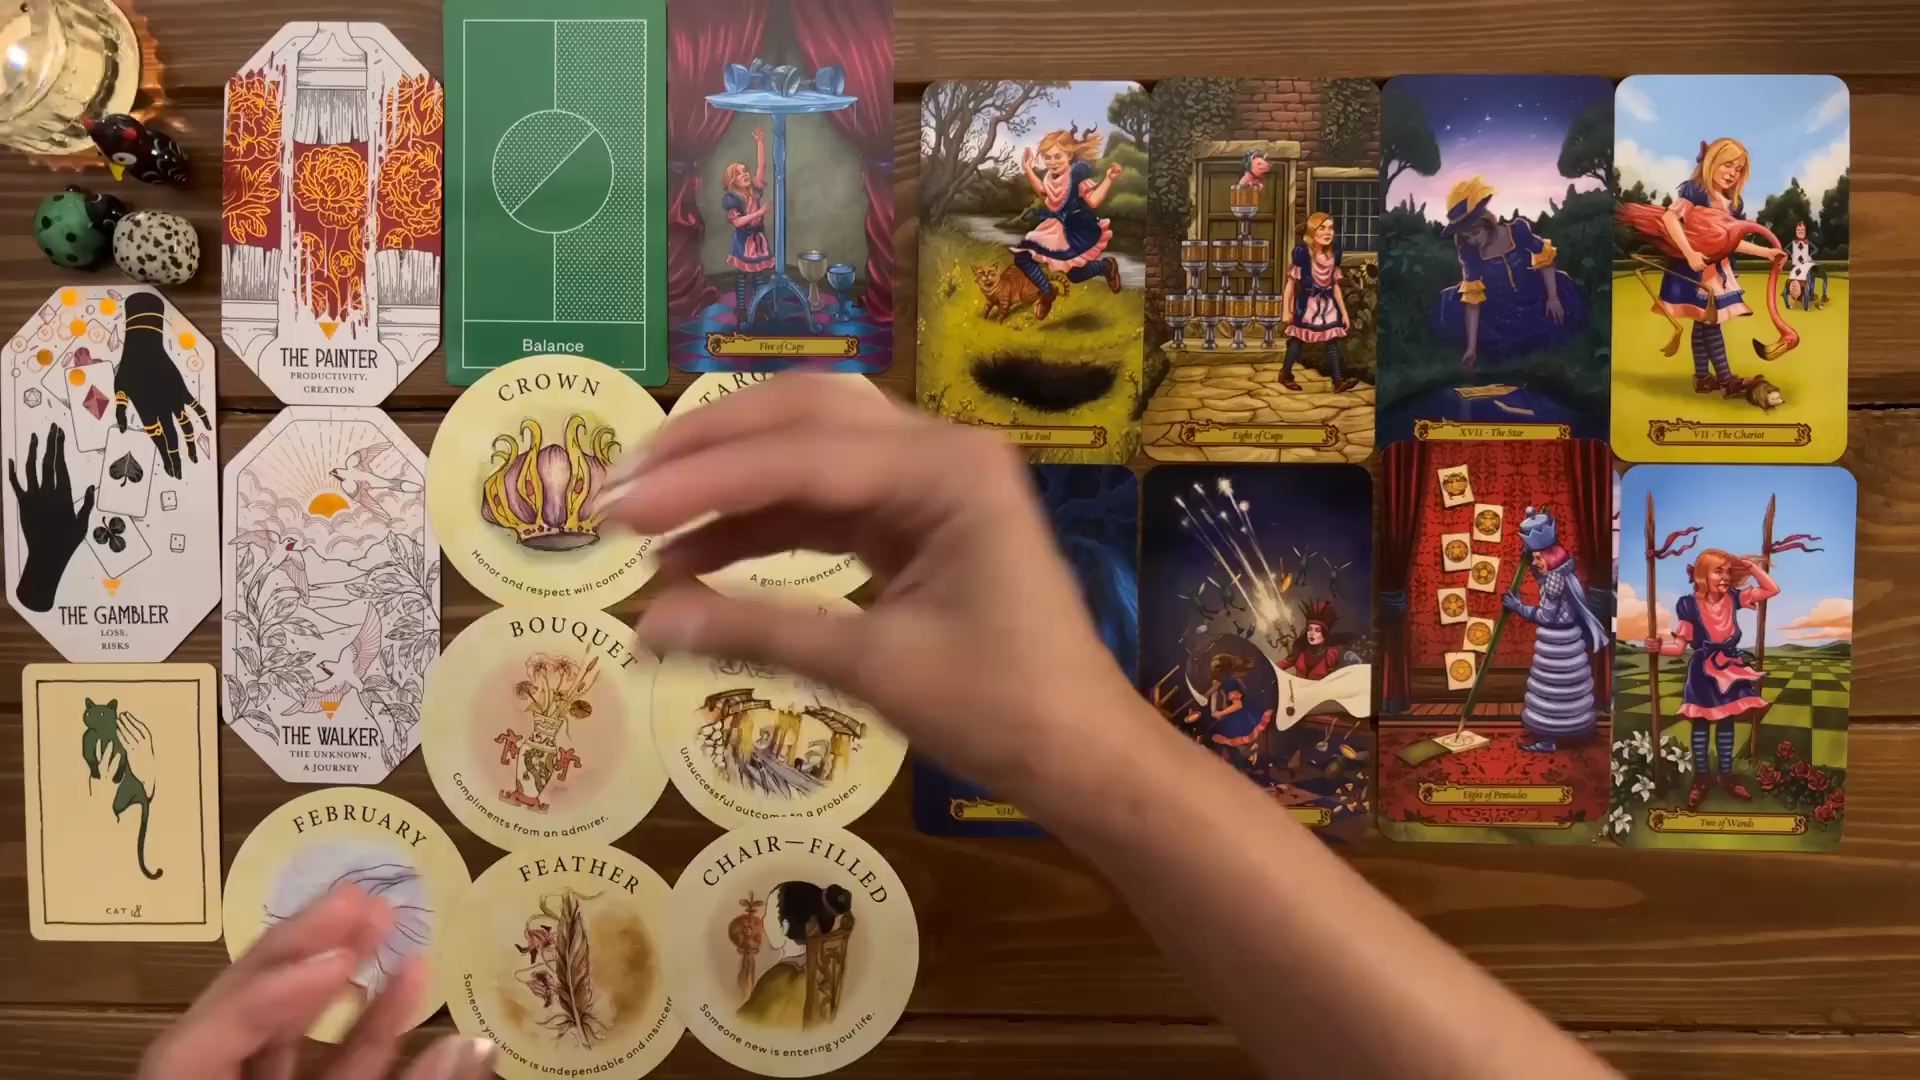 THE PAINTER
PRODUCTIVITY,
CREATION
Balance
Five of Cups
The Fool
Eight of Cups
XVII - The Star
VII - The Chariot
THE GAMBLER
LOSS,
RISKS
THE WALKER
THE UNKNOWN,
A JOURNEY
CROWN
Honor and respect will come to you
A goal-oriented
BOUQUET
Compliments from an admirer.
Unsuccessful outcome to a problem.
VIII
Eight of Pentacles
Two of Wands
CAT
FEBRUARY
FEATHER
Someone you know is undependable and insincere
CHAIR—FILLED
Someone new is entering your life.